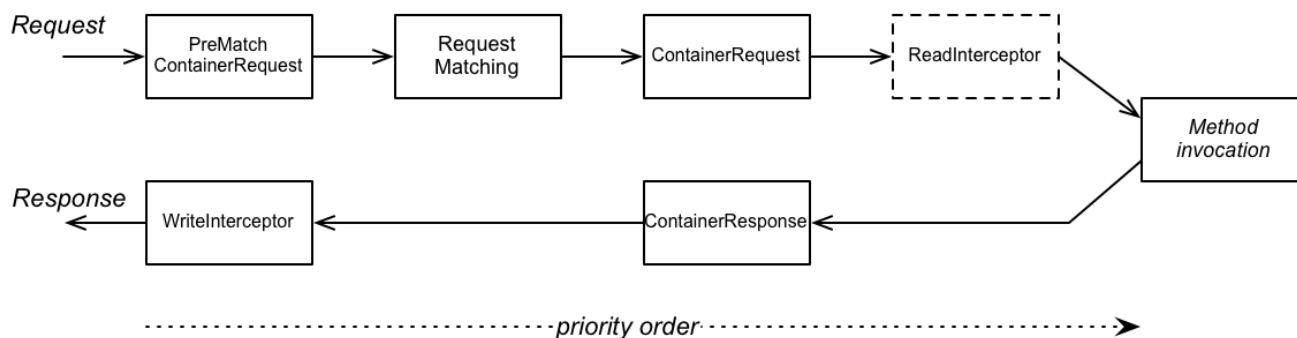 Request
PreMatch
ContainerRequest
Request
Matching
ContainerRequest
ReadInterceptor
Method
invocation
Response
WriteInterceptor
ContainerResponse
priority order